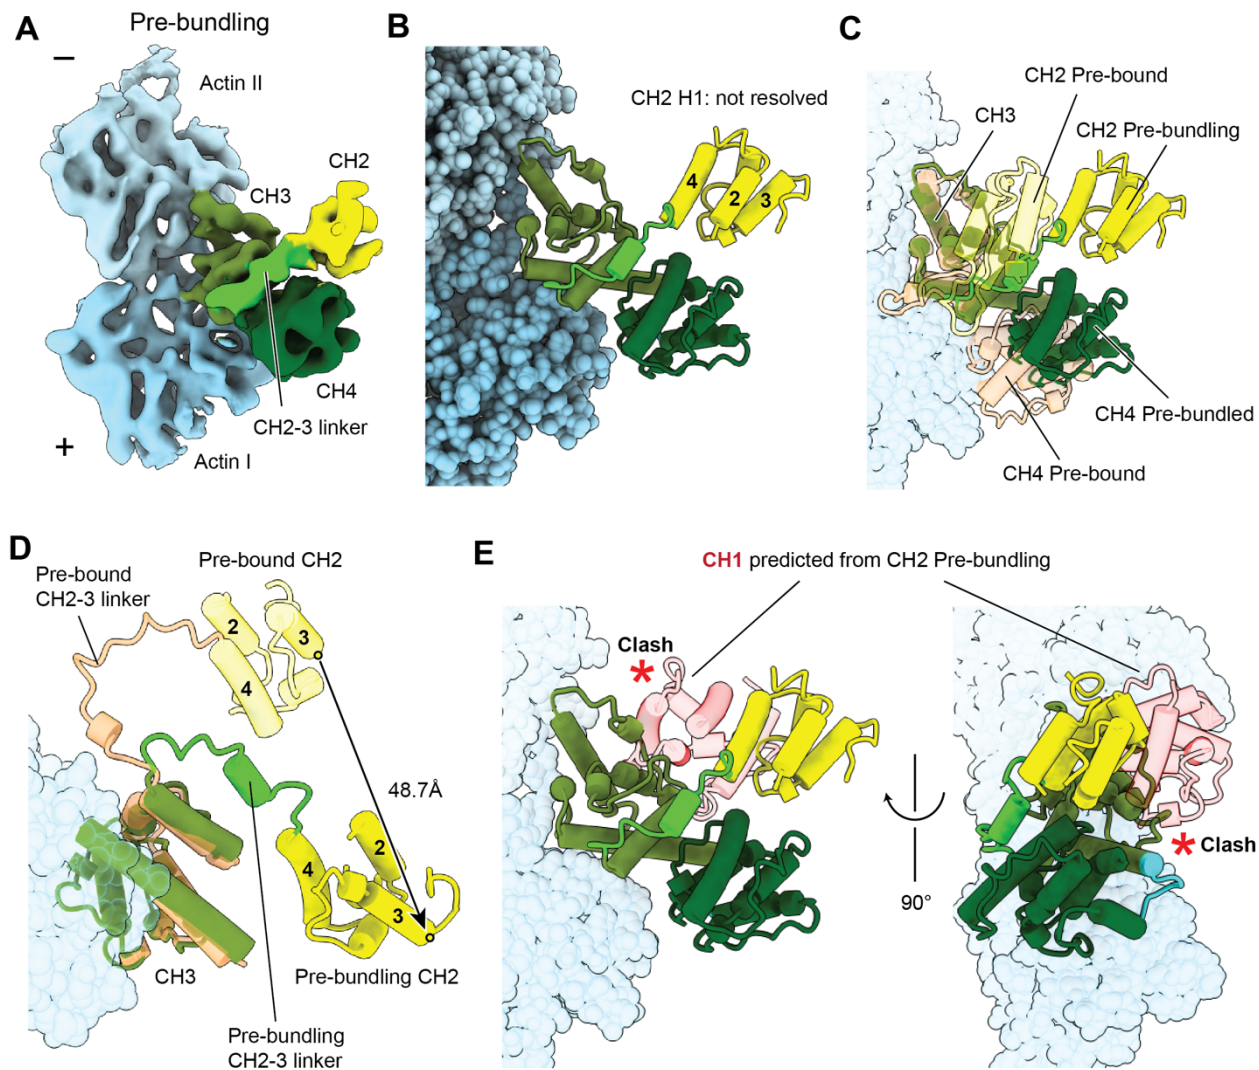 A
Pre-bundling
–
Actin II
CH2
CH3
CH4
CH2-3 linker
+
Actin I
B
CH2 H1: not resolved
4
2
3
C
CH2 Pre-bound
CH3
CH2 Pre-bundling
CH4 Pre-bundled
CH4 Pre-bound
D
Pre-bound CH2
Pre-bound
CH2-3 linker
2
3
4
48.7Å
4
2
3
CH3
Pre-bundling CH2
Pre-bundling
CH2-3 linker
E
CH1 predicted from CH2 Pre-bundling
Clash
*
90°
* Clash